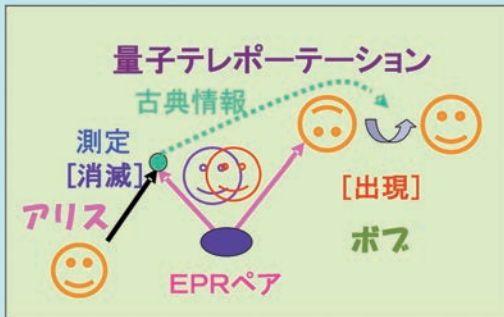 量子テレポーテーション
古典情報
測定
[消滅]
アリス
[出現]
ボブ
EPRペア